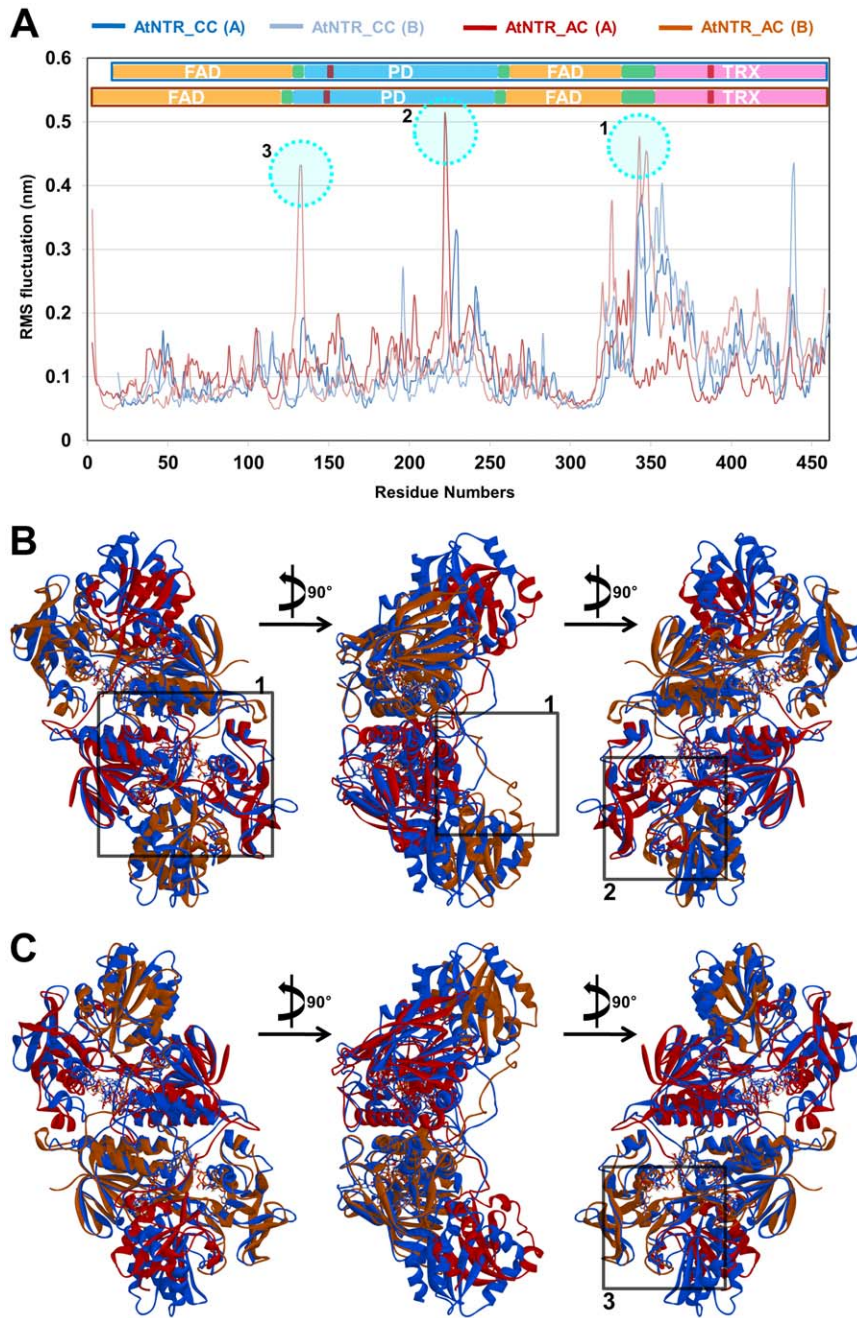 A
AtNTR_CC (A) AtNTR_CC (B) AtNTR_AC (A) AtNTR_AC (B)
0.6
FAD PD FAD TRX
FAD PD FAD TRX
0.5
2
1
3
0.4
0.3
0.2
0.1
0
RMS fluctuation (nm)
0 50 100 150 200 250 300 350 400 450
Residue Numbers
B
90° 90°
1
1
2
C
90° 90°
3